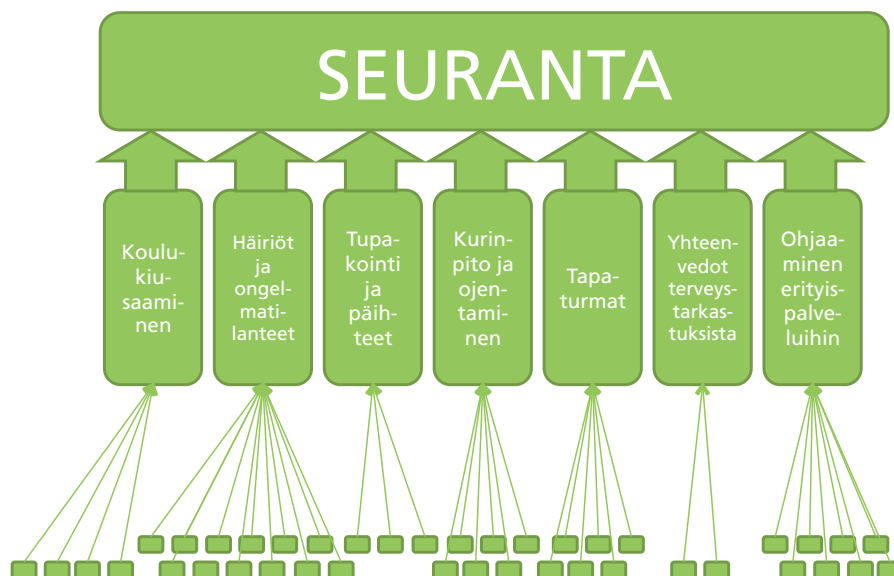 SEURANTA
Koulu-
kiu-
saami-
nen
Häiriöt
ja
ongel-
mati-
lanteet
Tupa-
kointi
ja
päih-
teet
Kurin-
pito ja
ojen-
tami-
nen
Tapa-
turmat
Yhteen-
vedot
terveys-
tarkas-
tuksista
Ohjaa-
minen
erityis-
palve-
luihin